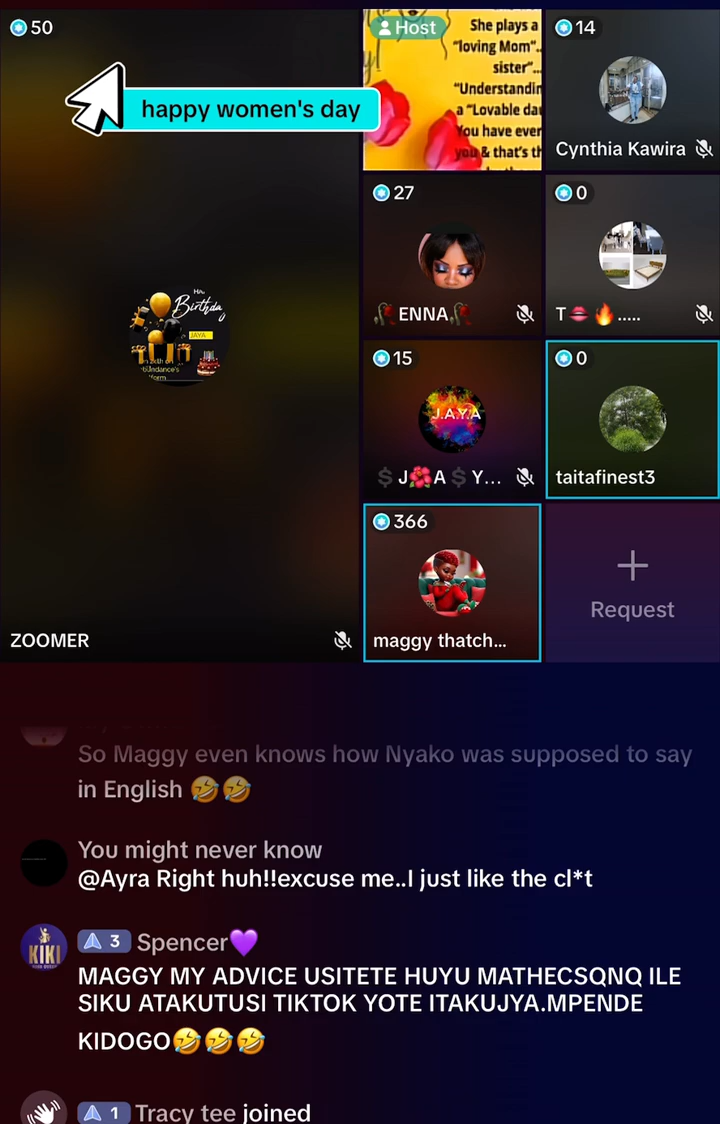 50
happy women's day
ZOOMER
Host
She plays a
"loving Mom"..
sister"...
"Understandin
a "Lovable dau
You have ever
you & that's th
14
Cynthia Kawira
27
🥀ENNA🥀
0
T👄🔥.....
15
J.A.Y.A
💲J🌺A💲Y...
0
taitafinest3
366
maggy thatch...
+
Request
Birthday
JAYA
So Maggy even knows how Nyako was supposed to say
in English 🤣🤣
You might never know
@Ayra Right huh!!excuse me..I just like the cl*t
KIKI
3 Spencer💜
MAGGY MY ADVICE USITETE HUYU MATHECSQNQ ILE
SIKU ATAKUTUSI TIKTOK YOTE ITAKUJYA.MPENDE
KIDOGO🤣🤣🤣
1 Tracy tee joined